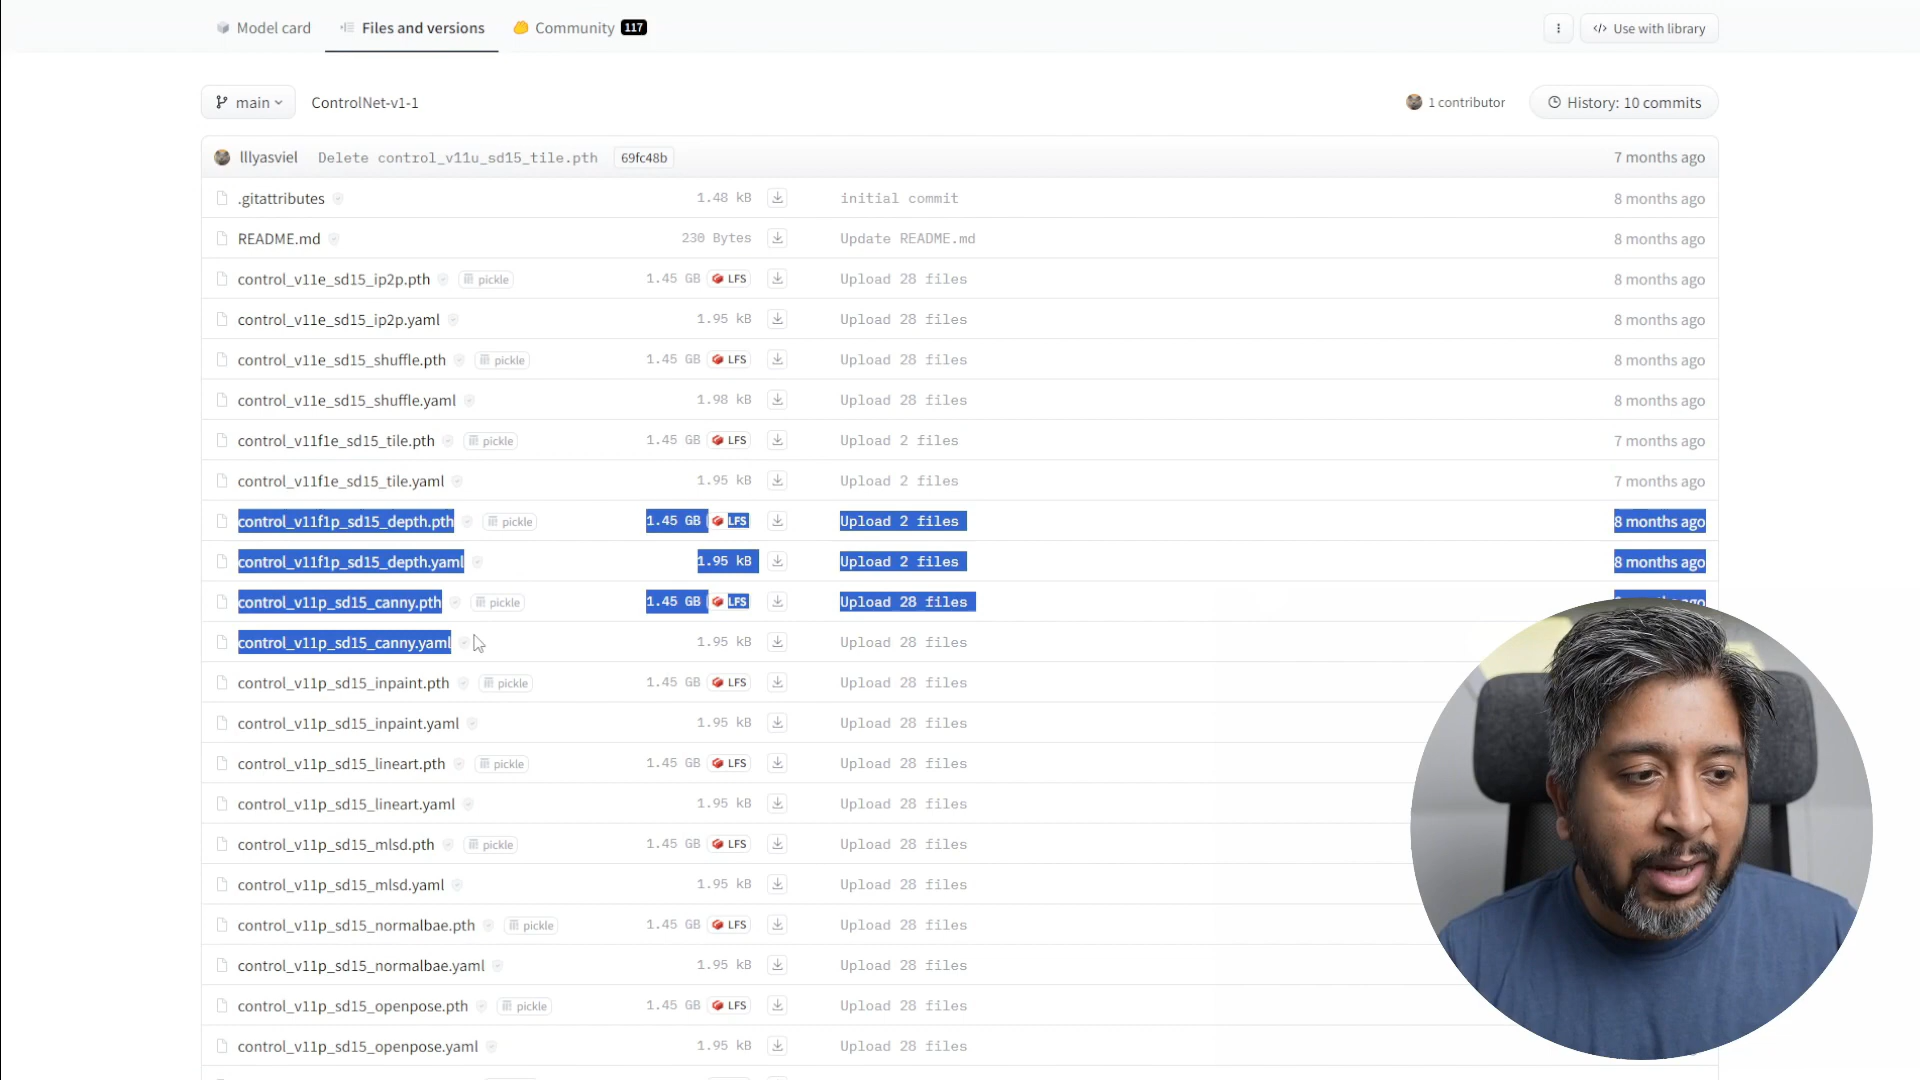 Model card Files and versions Community 117 Use with library
main ControlNet-v1-1 1 contributor History: 10 commits
lllyasviel Delete control_v11u_sd15_tile.pth 69fc48b 7 months ago
.gitattributes 1.48 kB initial commit 8 months ago
README.md 230 Bytes Update README.md 8 months ago
control_v11e_sd15_ip2p.pth pickle 1.45 GB LFS Upload 28 files 8 months ago
control_v11e_sd15_ip2p.yaml 1.95 kB Upload 28 files 8 months ago
control_v11e_sd15_shuffle.pth pickle 1.45 GB LFS Upload 28 files 8 months ago
control_v11e_sd15_shuffle.yaml 1.98 kB Upload 28 files 8 months ago
control_v11f1e_sd15_tile.pth pickle 1.45 GB LFS Upload 2 files 7 months ago
control_v11f1e_sd15_tile.yaml 1.95 kB Upload 2 files 7 months ago
control_v11f1p_sd15_depth.pth pickle 1.45 GB LFS Upload 2 files 8 months ago
control_v11f1p_sd15_depth.yaml 1.95 kB Upload 2 files 8 months ago
control_v11p_sd15_canny.pth pickle 1.45 GB LFS Upload 28 files
control_v11p_sd15_canny.yaml 1.95 kB Upload 28 files
control_v11p_sd15_inpaint.pth pickle 1.45 GB LFS Upload 28 files
control_v11p_sd15_inpaint.yaml 1.95 kB Upload 28 files
control_v11p_sd15_lineart.pth pickle 1.45 GB LFS Upload 28 files
control_v11p_sd15_lineart.yaml 1.95 kB Upload 28 files
control_v11p_sd15_mlsd.pth pickle 1.45 GB LFS Upload 28 files
control_v11p_sd15_mlsd.yaml 1.95 kB Upload 28 files
control_v11p_sd15_normalbae.pth pickle 1.45 GB LFS Upload 28 files
control_v11p_sd15_normalbae.yaml 1.95 kB Upload 28 files
control_v11p_sd15_openpose.pth pickle 1.45 GB LFS Upload 28 files
control_v11p_sd15_openpose.yaml 1.95 kB Upload 28 files